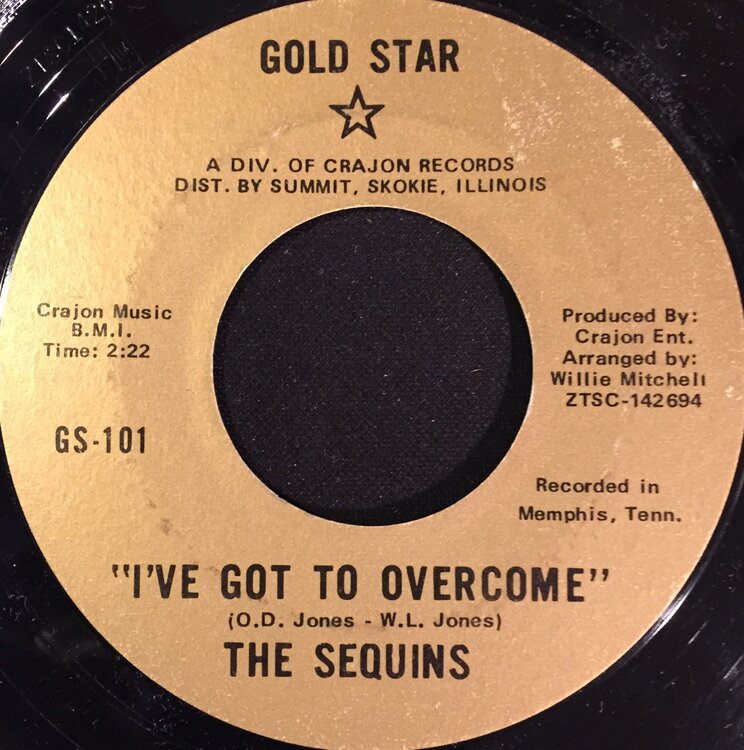 GOLD STAR
A DIV. OF CRAJON RECORDS
DIST. BY SUMMIT, SKOKIE, ILLINOIS
Crajon Music
B.M.I.
Time: 2:22
GS-101
Produced By:
Crajon Ent.
Arranged by:
Willie Mitchell
ZTSC-142694
Recorded in
Memphis, Tenn.
"I'VE GOT TO OVERCOME"
(O.D. Jones - W.L. Jones)
THE SEQUINS